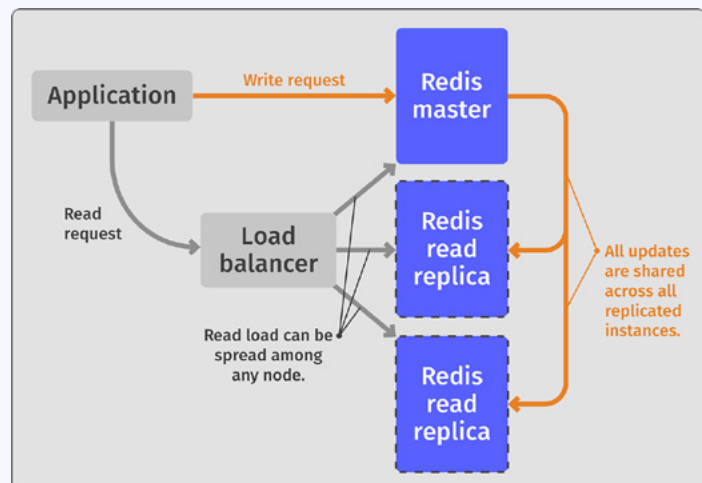 Application
Write request
Redis
master
Read
request
Load
balancer
Redis
read
replica
All updates
are shared
across all
replicated
instances.
Read load can be
spread among
any node.
Redis
read
replica